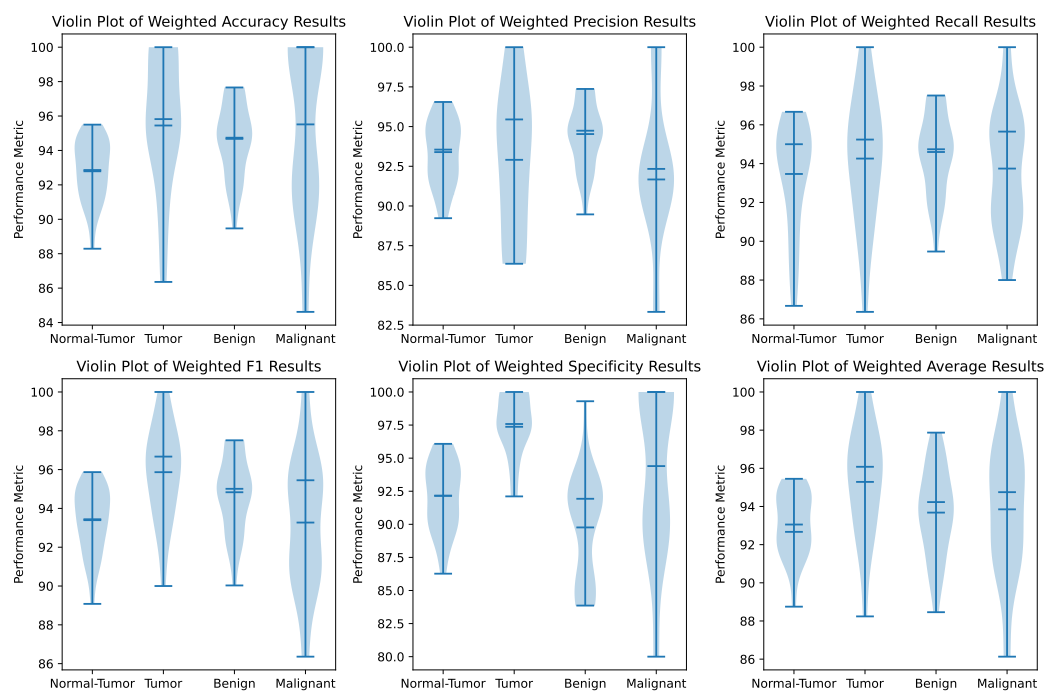 Violin Plot of Weighted Accuracy Results
Performance Metric
100
98
96
94
92
90
88
86
84
Normal-Tumor Tumor Benign Malignant
Violin Plot of Weighted Precision Results
Performance Metric
100.0
97.5
95.0
92.5
90.0
87.5
85.0
82.5
Normal-Tumor Tumor Benign Malignant
Violin Plot of Weighted Recall Results
Performance Metric
100
98
96
94
92
90
88
86
Normal-Tumor Tumor Benign Malignant
Violin Plot of Weighted F1 Results
Performance Metric
100
98
96
94
92
90
88
86
Normal-Tumor Tumor Benign Malignant
Violin Plot of Weighted Specificity Results
Performance Metric
100.0
97.5
95.0
92.5
90.0
87.5
85.0
82.5
80.0
Normal-Tumor Tumor Benign Malignant
Violin Plot of Weighted Average Results
Performance Metric
100
98
96
94
92
90
88
86
Normal-Tumor Tumor Benign Malignant